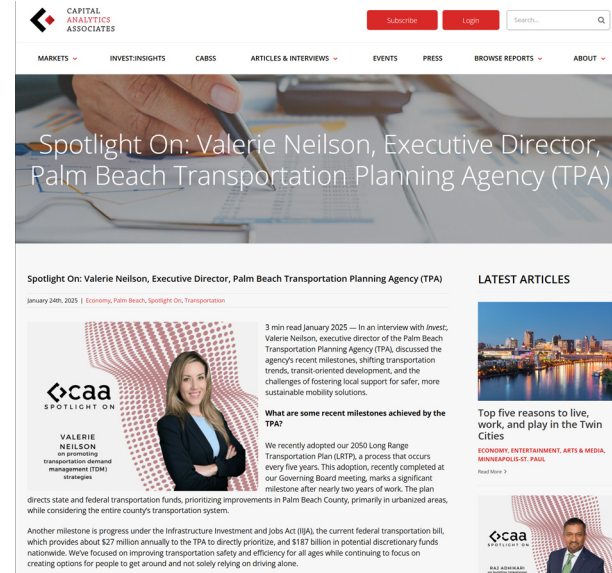 CAPITAL
ANALYTICS
ASSOCIATES
Subscribe
Login
Search...
MARKETS
INVEST:INSIGHTS
CABSS
ARTICLES & INTERVIEWS
EVENTS
PRESS
BROWSE REPORTS
ABOUT
Spotlight On: Valerie Neilson, Executive Director,
Palm Beach Transportation Planning Agency (TPA)
Spotlight On: Valerie Neilson, Executive Director, Palm Beach Transportation Planning Agency (TPA)
January 24th, 2025 | Economy, Palm Beach, Spotlight On, Transportation
caa
SPOTLIGHT ON
VALERIE
NEILSON
on promoting
transportation demand
management (TDM)
strategies
3 min read January 2025 — In an interview with Invest:,
Valerie Neilson, executive director of the Palm Beach
Transportation Planning Agency (TPA), discussed the
agency's recent milestones, shifting transportation
trends, transit-oriented development, and the
challenges of fostering local support for safer, more
sustainable mobility solutions.
What are some recent milestones achieved by the
TPA?
We recently adopted our 2050 Long Range
Transportation Plan (LRTP), a process that occurs
every five years. This adoption, recently completed at
our Governing Board meeting, marks a significant
milestone after nearly two years of work. The plan
directs state and federal transportation funds, prioritizing improvements in Palm Beach County, primarily in urbanized areas,
while considering the entire county's transportation system.
Another milestone is progress under the Infrastructure Investment and Jobs Act (IIJA), the current federal transportation bill,
which provides about $27 million annually to the TPA to directly prioritize, and $187 billion in potential discretionary funds
nationwide. We've focused on improving transportation safety and efficiency for all ages while continuing to focus on
creating options for people to get around and not solely relying on driving alone.
LATEST ARTICLES
Top five reasons to live,
work, and play in the Twin
Cities
ECONOMY, ENTERTAINMENT, ARTS & MEDIA,
MINNEAPOLIS-ST. PAUL
Read More >
caa
SPOTLIGHT ON
RAJ ADHIKARI